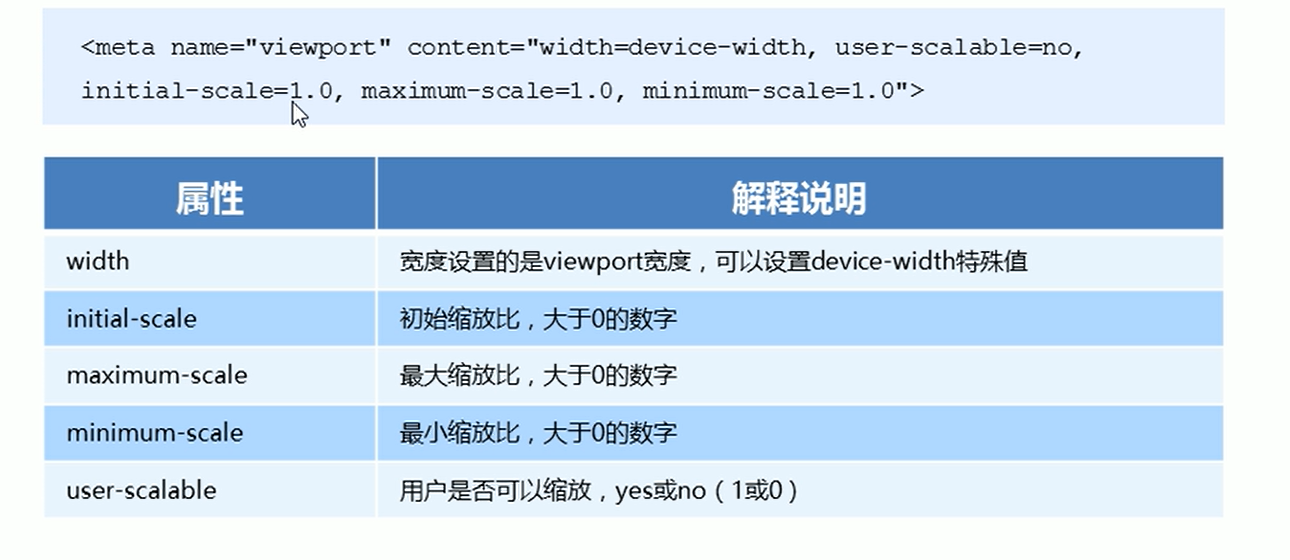 <meta name="viewport" content="width=device-width, user-scalable=no,
initial-scale=1.0, maximum-scale=1.0, minimum-scale=1.0">
属性 解释说明
width 宽度设置的是viewport宽度，可以设置device-width特殊值
initial-scale 初始缩放比，大于0的数字
maximum-scale 最大缩放比，大于0的数字
minimum-scale 最小缩放比，大于0的数字
user-scalable 用户是否可以缩放，yes或no（1或0）